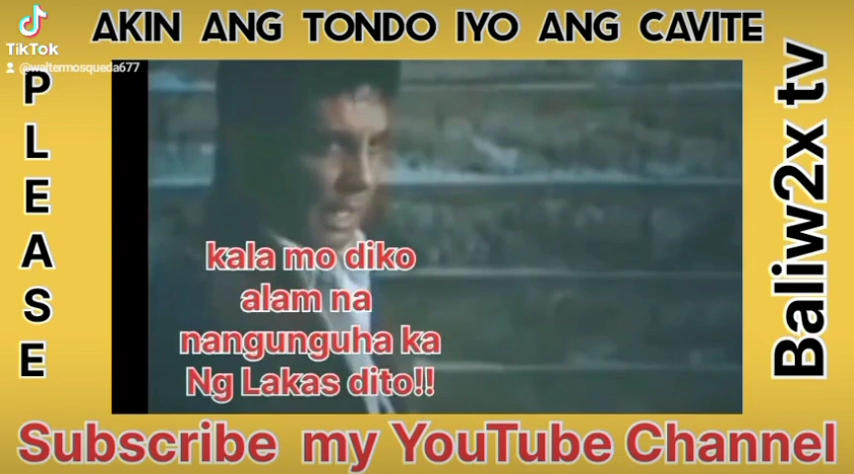 AKIN ANG TONDO IYO ANG CAVITE
TikTok
@waltermosqueda677
PLEASE
Baliw2x tv
kala mo diko
alam na
nangunguha ka
Ng Lakas dito!!
Subscribe my YouTube Channel